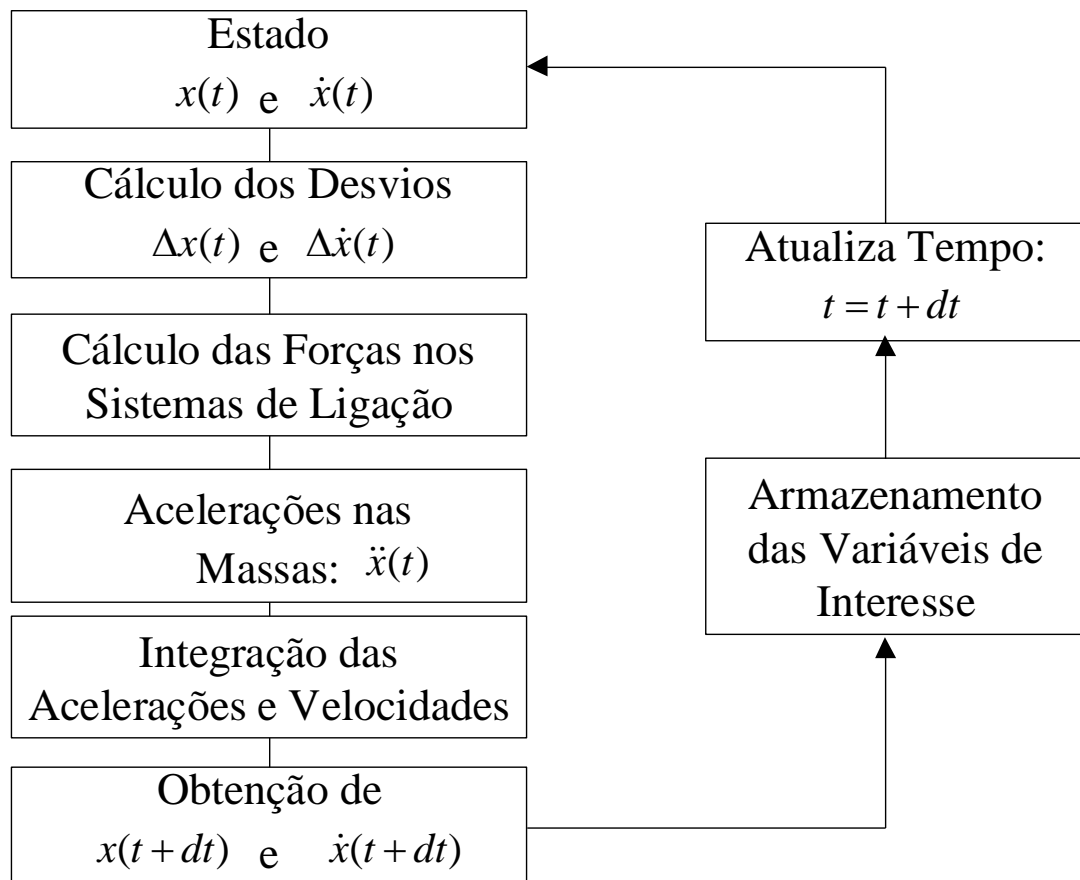 Estado
x(t) e ẋ(t)
Cálculo dos Desvios
Δx(t) e Δẋ(t)
Cálculo das Forças nos
Sistemas de Ligação
Acelerações nas
Massas: ẍ(t)
Integração das
Acelerações e Velocidades
Obtenção de
x(t + dt) e ẋ(t + dt)
Armazenamento
das Variáveis de
Interesse
Atualiza Tempo:
t = t + dt